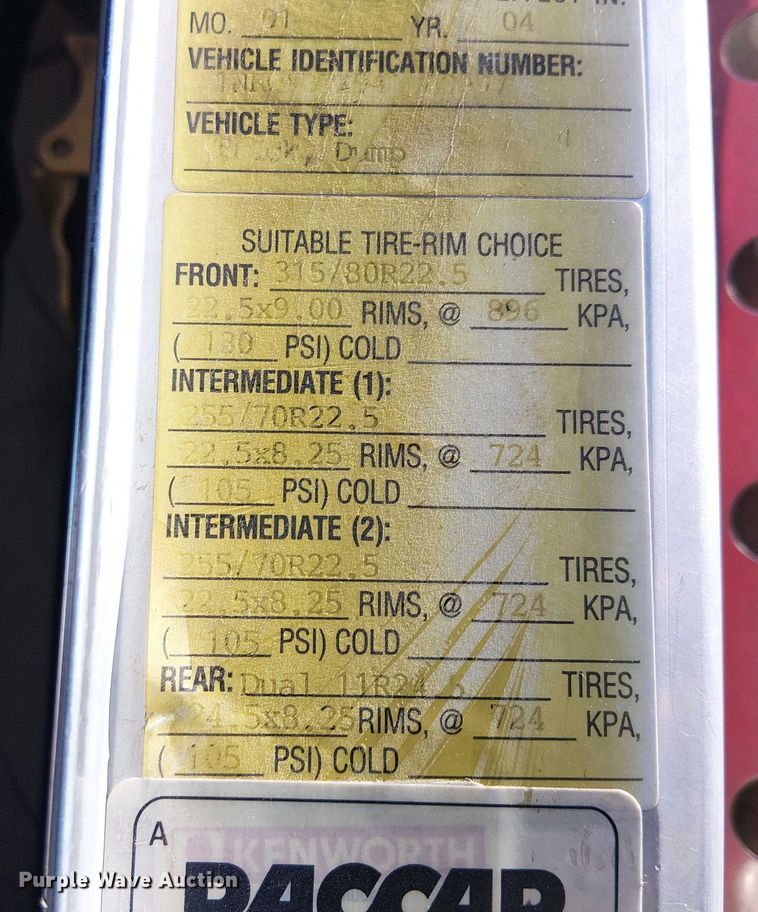 MO. 01 YR. 04
VEHICLE IDENTIFICATION NUMBER:
VEHICLE TYPE:
Dump
SUITABLE TIRE-RIM CHOICE
FRONT: 315/80R22.5 TIRES,
22.5x9.00 RIMS, @ 896 KPA,
( 130 PSI) COLD
INTERMEDIATE (1):
255/70R22.5 TIRES,
22.5x8.25 RIMS, @ 724 KPA,
( 105 PSI) COLD
INTERMEDIATE (2):
255/70R22.5 TIRES,
22.5x8.25 RIMS, @ 724 KPA,
( 105 PSI) COLD
REAR: Dual 11R24.5 TIRES,
24.5x8.25 RIMS, @ 724 KPA,
( 105 PSI) COLD
A
KENWORTH
PACCAR
Purple Wave Auction